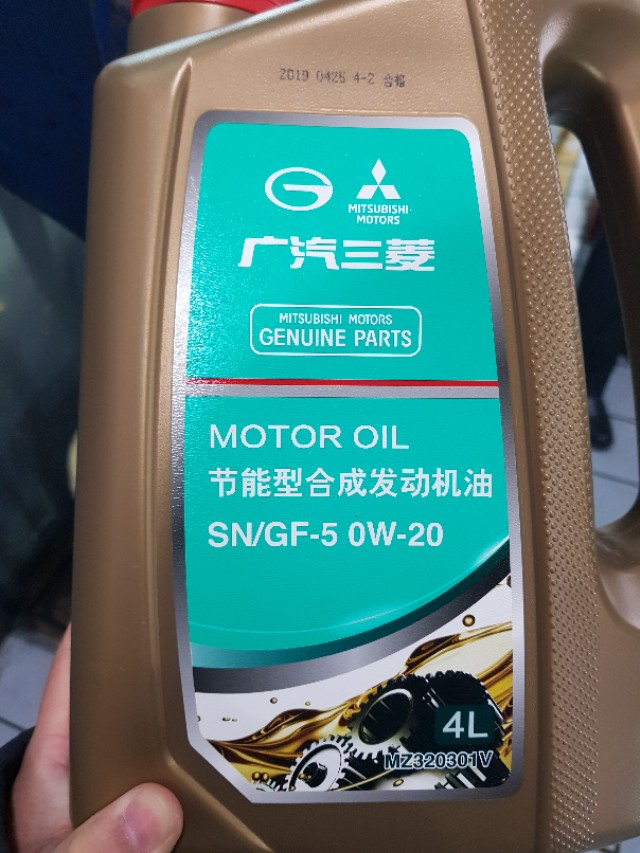 2019 0425 4-2 合格
MITSUBISHI
MOTORS
广汽三菱
MITSUBISHI MOTORS
GENUINE PARTS
MOTOR OIL
节能型合成发动机油
SN/GF-5 0W-20
4L
MZ320301V